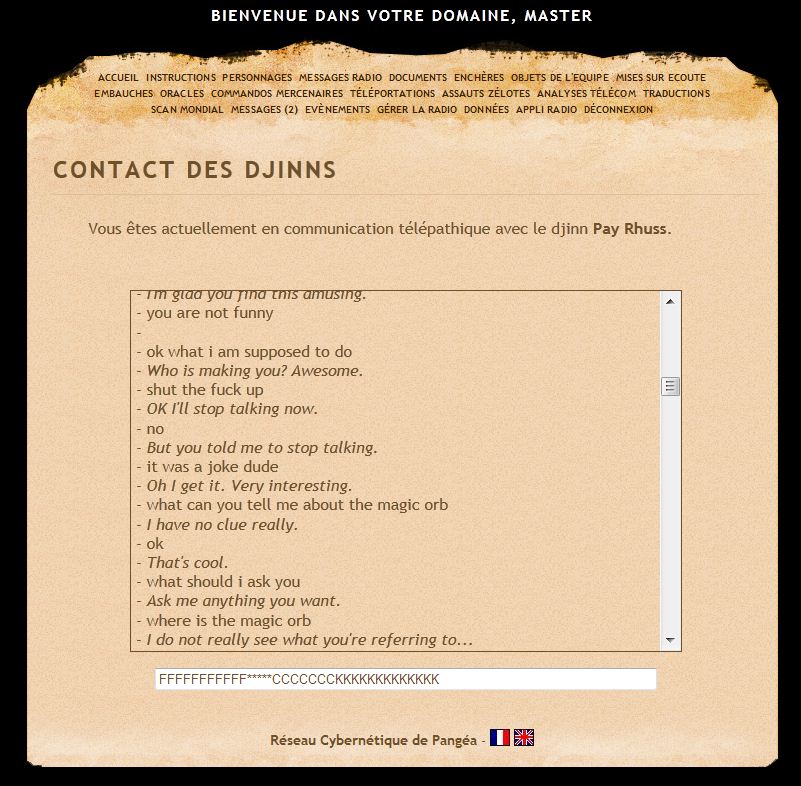 BIENVENUE DANS VOTRE DOMAINE, MASTER
ACCUEIL INSTRUCTIONS PERSONNAGES MESSAGES RADIO DOCUMENTS ENCHÈRES OBJETS DE L'EQUIPE MISES SUR ECOUTE
EMBAUCHES ORACLES COMMANDOS MERCENAIRES TÉLÉPORTATIONS ASSAUTS ZÉLOTES ANALYSES TÉLÉCOM TRADUCTIONS
SCAN MONDIAL MESSAGES (2) EVÈNEMENTS GÉRER LA RADIO DONNÉES APPLI RADIO DÉCONNEXION
CONTACT DES DJINNS
Vous êtes actuellement en communication télépathique avec le djinn Pay Rhuss.
- I'm glad you find this amusing.
- you are not funny
-
- ok what i am supposed to do
- Who is making you? Awesome.
- shut the fuck up
- OK I'll stop talking now.
- no
- But you told me to stop talking.
- it was a joke dude
- Oh I get it. Very interesting.
- what can you tell me about the magic orb
- I have no clue really.
- ok
- That's cool.
- what should i ask you
- Ask me anything you want.
- where is the magic orb
- I do not really see what you're referring to...
FFFFFFFFFFF*****CCCCCCCKKKKKKKKKKKKK
Réseau Cybernétique de Pangéa -